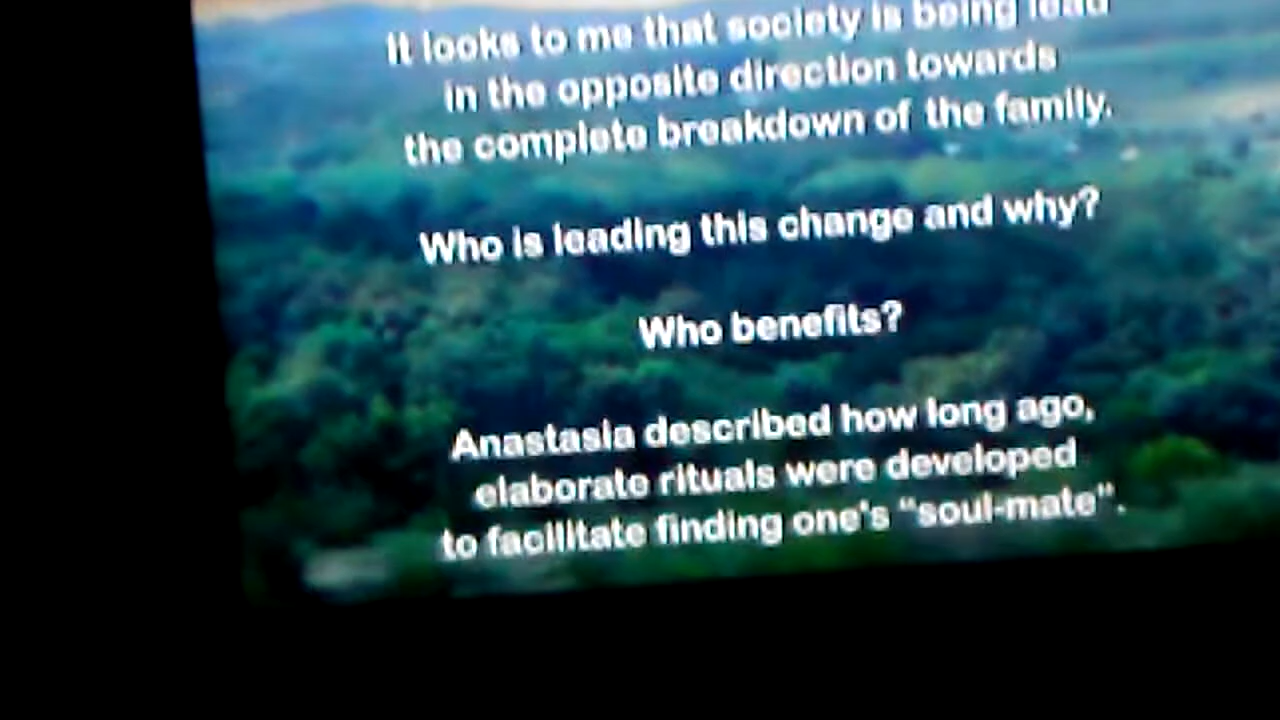 It looks to me that society is being lead
in the opposite direction towards
the complete breakdown of the family.
Who is leading this change and why?
Who benefits?
Anastasia described how long ago,
elaborate rituals were developed
to facilitate finding one's "soul-mate".